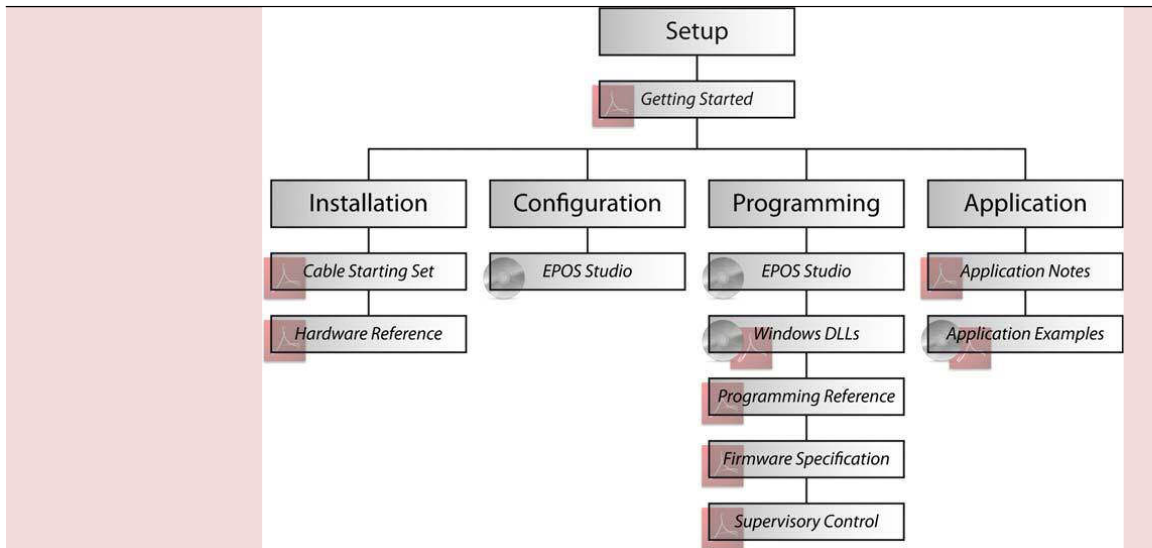 Setup
Getting Started
Installation
Configuration
Programming
Application
Cable Starting Set
EPOS Studio
EPOS Studio
Application Notes
Hardware Reference
Windows DLLs
Application Examples
Programming Reference
Firmware Specification
Supervisory Control